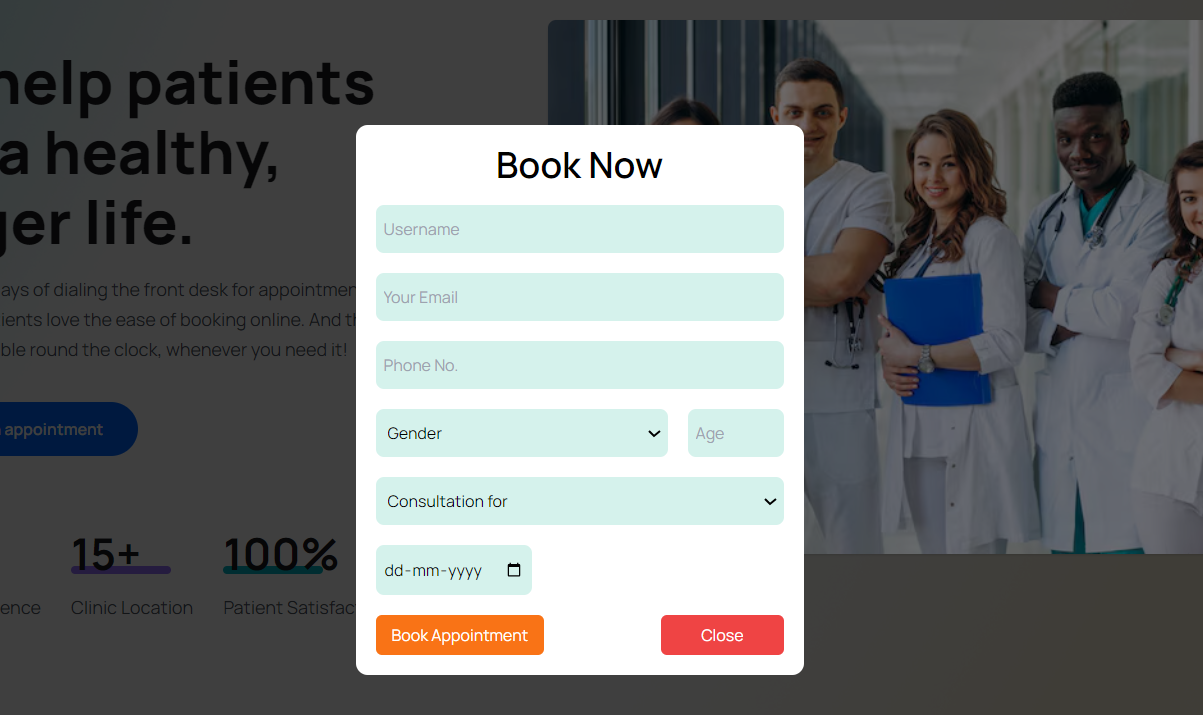 help patients
a healthy,
ger life.
ays of dialing the front desk for appointmen
ients love the ease of booking online. And th
ble round the clock, whenever you need it!
appointment
15+
100%
ence
Clinic Location
Patient Satisfac
Book Now
Username
Your Email
Phone No.
Gender
Age
Consultation for
dd-mm-yyyy
Book Appointment
Close